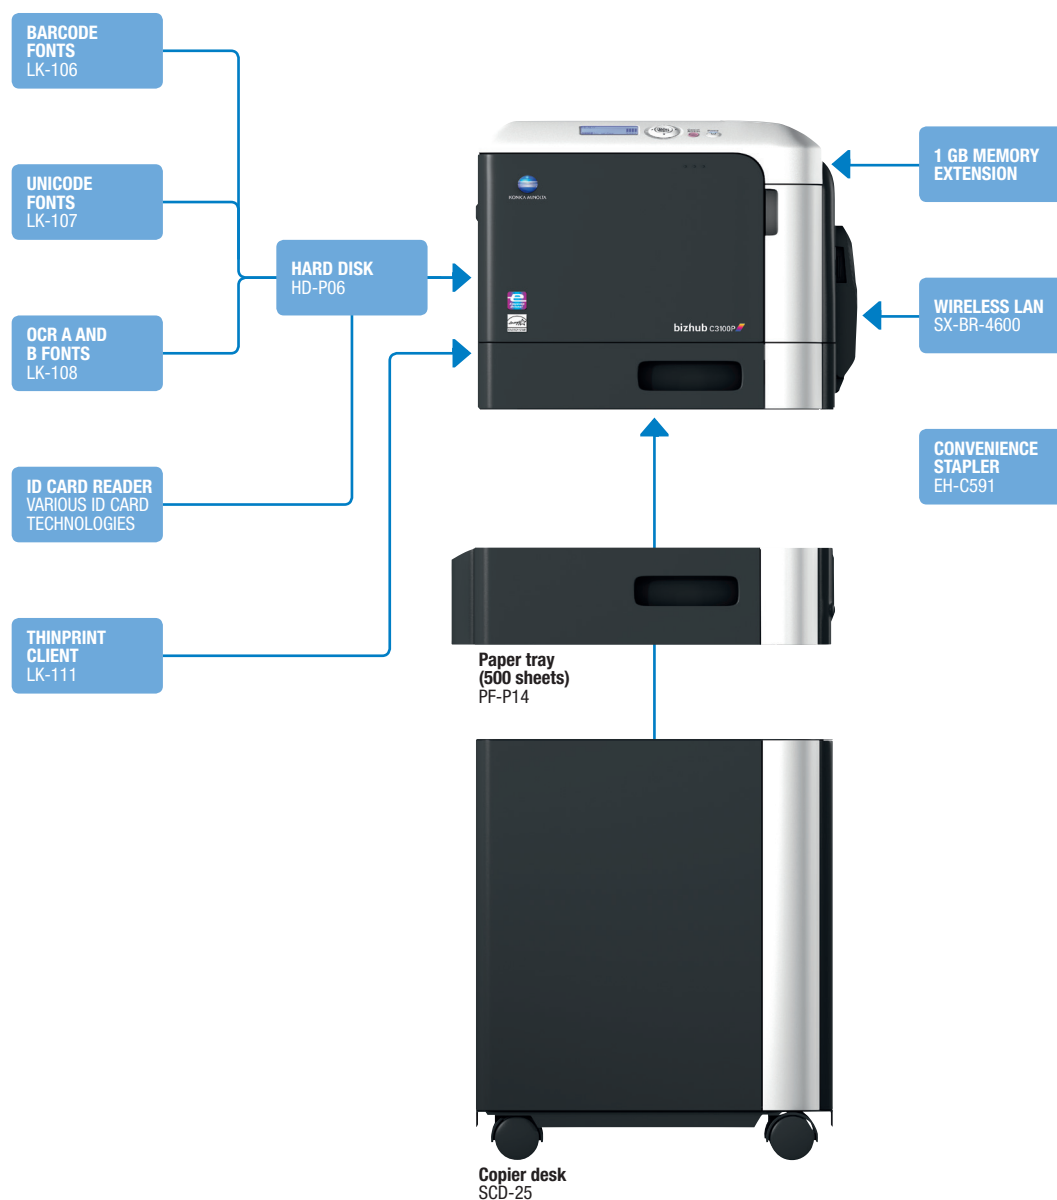 BARCODE
FONTS
LK-106
UNICODE
FONTS
LK-107
OCR A AND
B FONTS
LK-108
ID CARD READER
VARIOUS ID CARD
TECHNOLOGIES
THINPRINT
CLIENT
LK-111
HARD DISK
HD-P06
KONICA MINOLTA
bizhub C3100P
1 GB MEMORY
EXTENSION
WIRELESS LAN
SX-BR-4600
CONVENIENCE
STAPLER
EH-C591
Paper tray
(500 sheets)
PF-P14
Copier desk
SCD-25